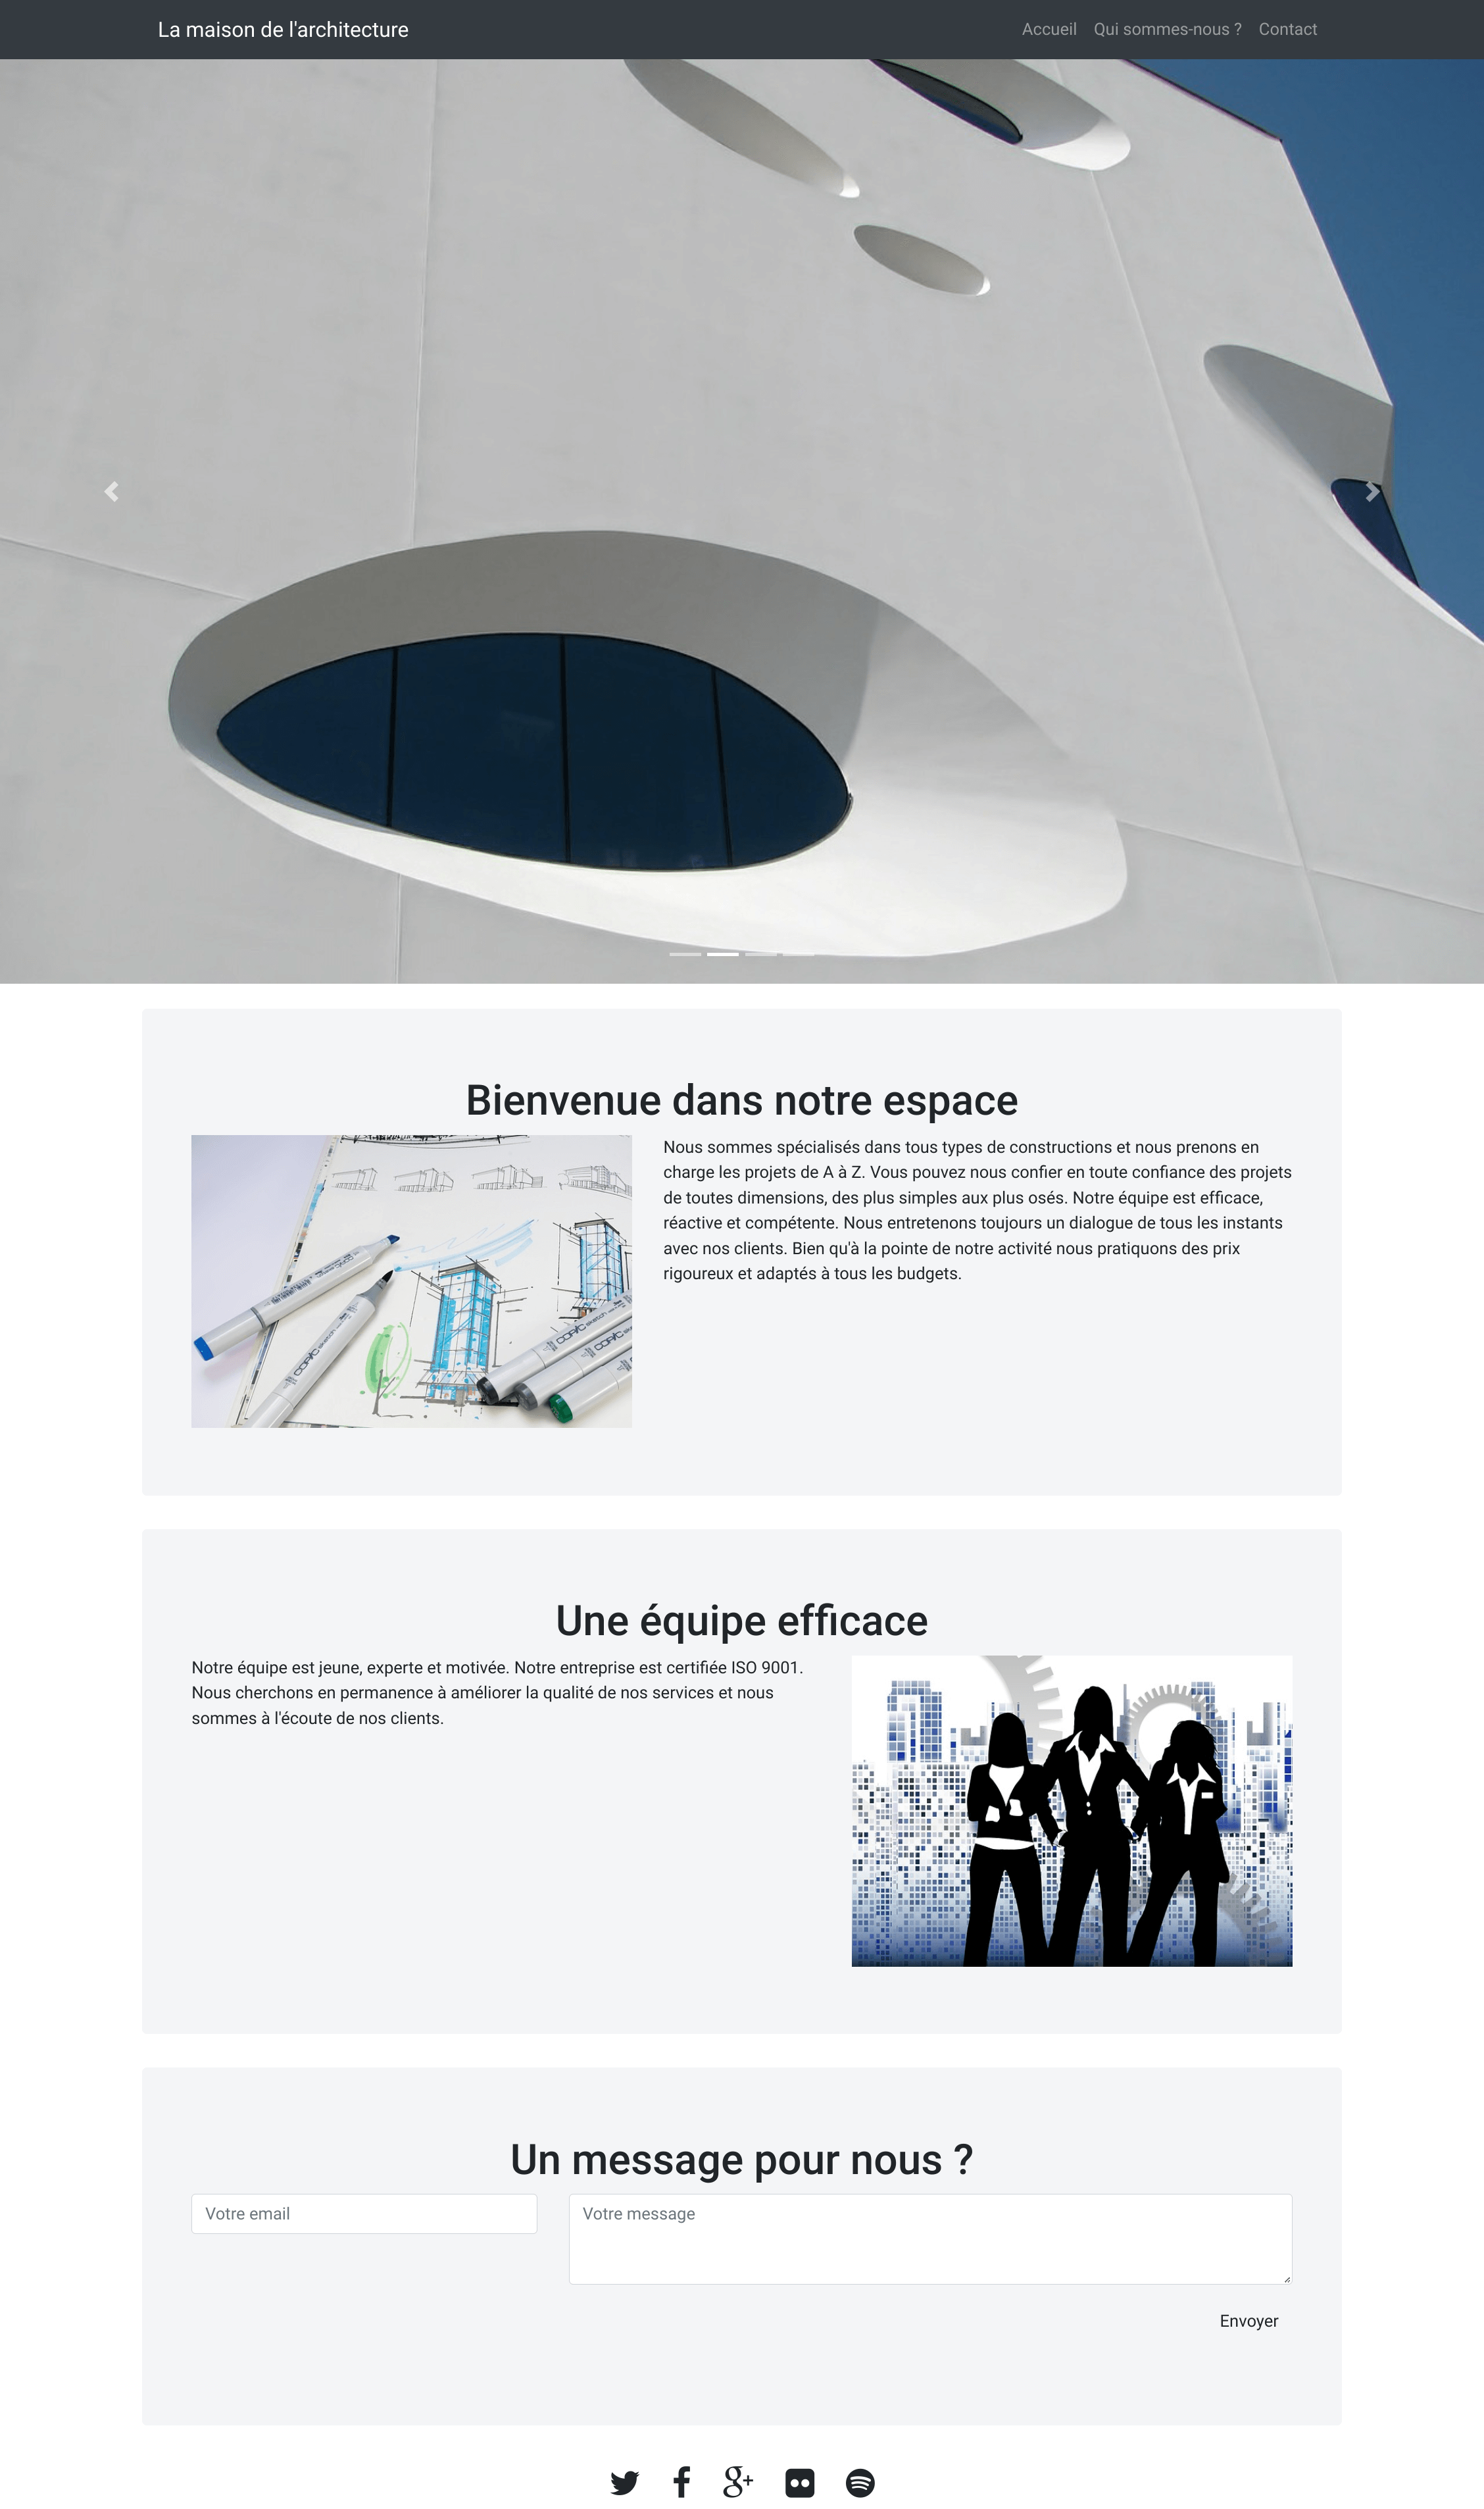 La maison de l'architecture
Accueil Qui sommes-nous ? Contact
Bienvenue dans notre espace
Nous sommes spécialisés dans tous types de constructions et nous prenons en
charge les projets de A à Z. Vous pouvez nous confier en toute confiance des projets
de toutes dimensions, des plus simples aux plus osés. Notre équipe est efficace,
réactive et compétente. Nous entretenons toujours un dialogue de tous les instants
avec nos clients. Bien qu'à la pointe de notre activité nous pratiquons des prix
rigoureux et adaptés à tous les budgets.
COPIC sketch
COPIC sketch
COPIC
Une équipe efficace
Notre équipe est jeune, experte et motivée. Notre entreprise est certifiée ISO 9001.
Nous cherchons en permanence à améliorer la qualité de nos services et nous
sommes à l'écoute de nos clients.
Un message pour nous ?
Votre email
Votre message
Envoyer